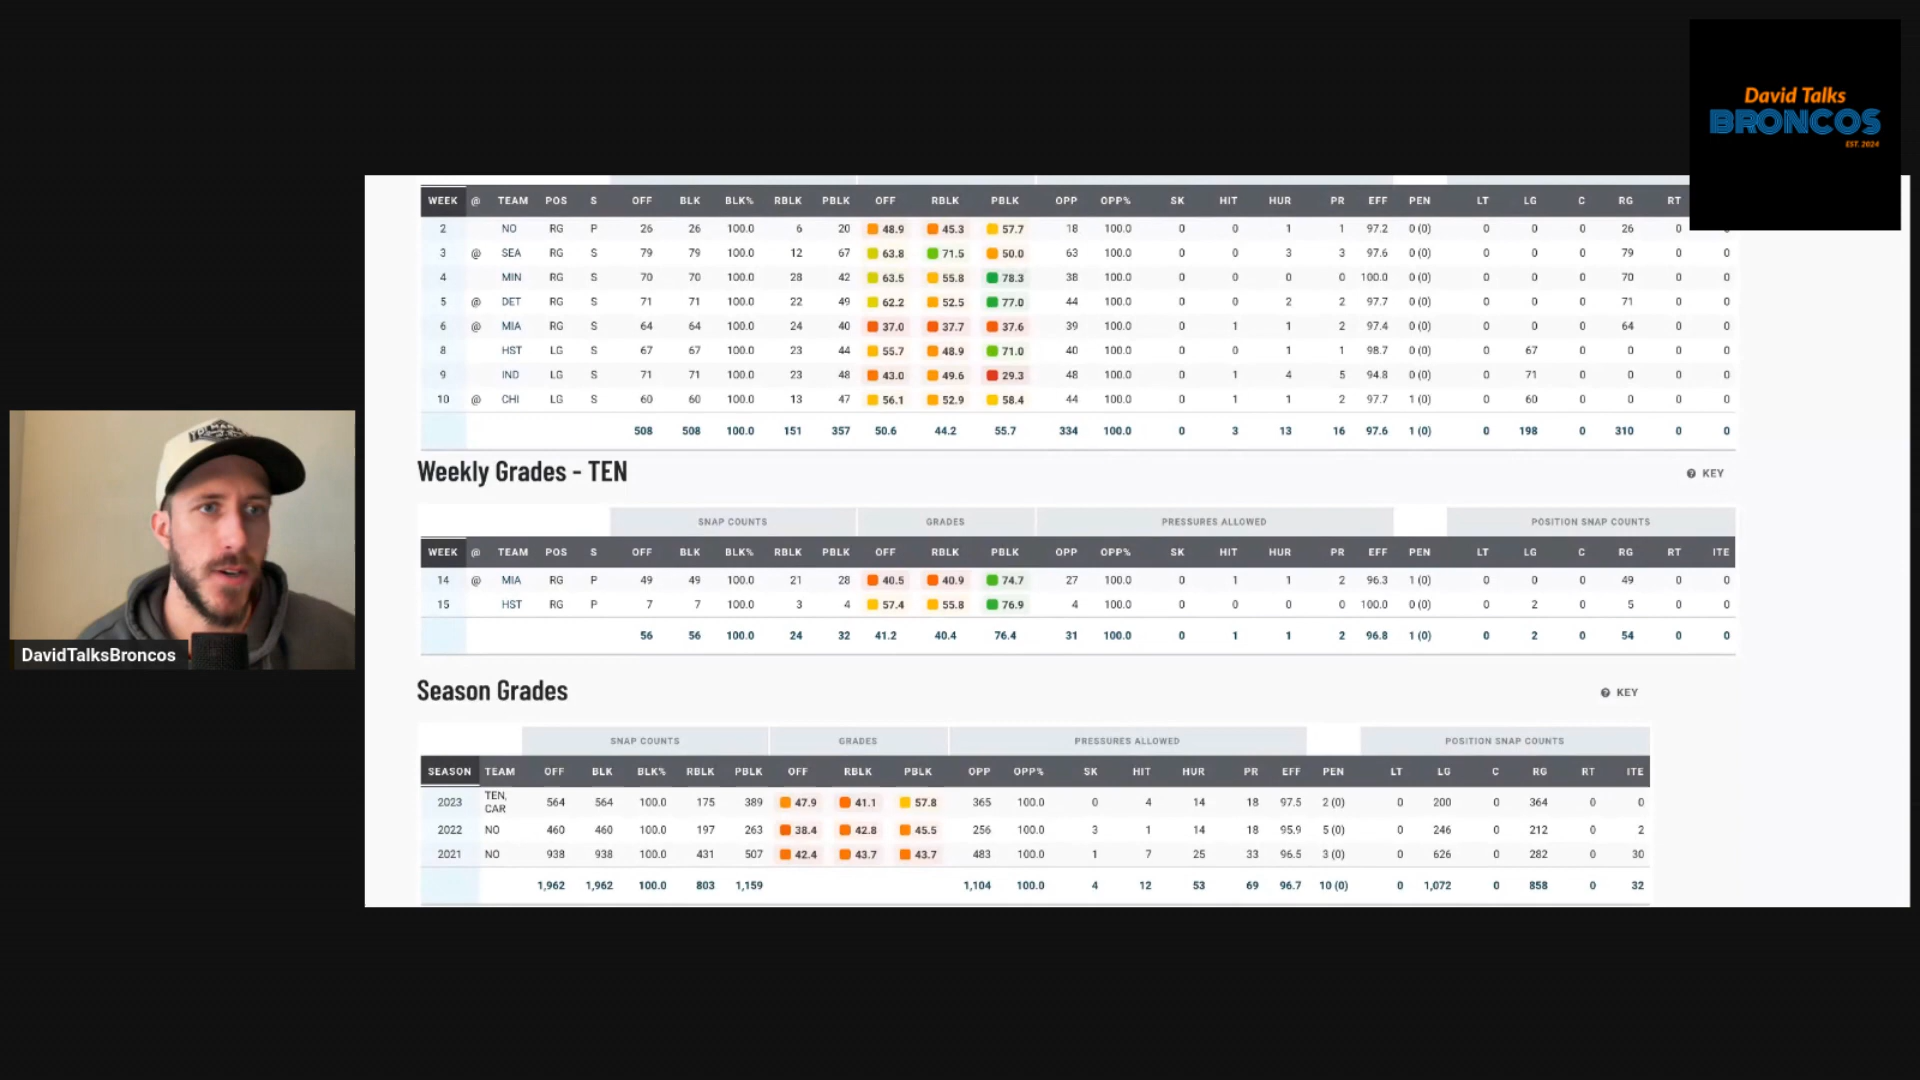 David Talks
BRONCOS
EST. 2024
WEEK @ TEAM POS S OFF BLK BLK% RBLK PBLK OFF RBLK PBLK OPP OPP% SK HIT HUR PR EFF PEN LT LG C RG RT
2 NO RG P 26 26 100.0 6 20 48.9 45.3 57.7 18 100.0 0 0 1 1 97.2 0 (0) 0 0 0 26 0
3 @ SEA RG S 79 79 100.0 12 67 63.8 71.5 50.0 63 100.0 0 0 3 3 97.6 0 (0) 0 0 0 79 0 0
4 MIN RG S 70 70 100.0 28 42 63.5 55.8 78.3 38 100.0 0 0 0 0 100.0 0 (0) 0 0 0 70 0 0
5 @ DET RG S 71 71 100.0 22 49 62.2 52.5 77.0 44 100.0 0 0 2 2 97.7 0 (0) 0 0 0 71 0 0
6 @ MIA RG S 64 64 100.0 24 40 37.0 37.7 37.6 39 100.0 0 1 1 2 97.4 0 (0) 0 0 0 64 0 0
8 HST LG S 67 67 100.0 23 44 55.7 48.9 71.0 40 100.0 0 0 1 1 98.7 0 (0) 0 67 0 0 0 0
9 IND LG S 71 71 100.0 23 48 43.0 49.6 29.3 48 100.0 0 1 4 5 94.8 0 (0) 0 71 0 0 0 0
10 @ CHI LG S 60 60 100.0 13 47 56.1 52.9 58.4 44 100.0 0 1 1 2 97.7 1 (0) 0 60 0 0 0 0
508 508 100.0 151 357 50.6 44.2 55.7 334 100.0 0 3 13 16 97.6 1 (0) 0 198 0 310 0 0
Weekly Grades - TEN
KEY
SNAP COUNTS GRADES PRESSURES ALLOWED POSITION SNAP COUNTS
WEEK @ TEAM POS S OFF BLK BLK% RBLK PBLK OFF RBLK PBLK OPP OPP% SK HIT HUR PR EFF PEN LT LG C RG RT ITE
14 @ MIA RG P 49 49 100.0 21 28 40.5 40.9 74.7 27 100.0 0 1 1 2 96.3 1 (0) 0 0 0 49 0 0
15 HST RG P 7 7 100.0 3 4 57.4 55.8 76.9 4 100.0 0 0 0 0 100.0 0 (0) 0 2 0 5 0 0
56 56 100.0 24 32 41.2 40.4 76.4 31 100.0 0 1 1 2 96.8 1 (0) 0 2 0 54 0 0
Season Grades
KEY
SNAP COUNTS GRADES PRESSURES ALLOWED POSITION SNAP COUNTS
SEASON TEAM OFF BLK BLK% RBLK PBLK OFF RBLK PBLK OPP OPP% SK HIT HUR PR EFF PEN LT LG C RG RT ITE
2023 TEN, CAR 564 564 100.0 175 389 47.9 41.1 57.8 365 100.0 0 4 14 18 97.5 2 (0) 0 200 0 364 0 0
2022 NO 460 460 100.0 197 263 38.4 42.8 45.5 256 100.0 3 1 14 18 95.9 5 (0) 0 246 0 212 0 2
2021 NO 938 938 100.0 431 507 42.4 43.7 43.7 483 100.0 1 7 25 33 96.5 3 (0) 0 626 0 282 0 30
1,962 1,962 100.0 803 1,159 1,104 100.0 4 12 53 69 96.7 10 (0) 0 1,072 0 858 0 32
DavidTalksBroncos